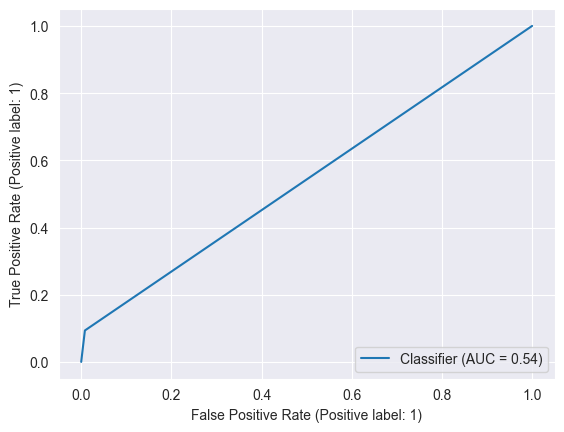 1.0
0.8
0.6
0.4
0.2
0.0
True Positive Rate (Positive label: 1)
Classifier (AUC = 0.54)
0.0 0.2 0.4 0.6 0.8 1.0
False Positive Rate (Positive label: 1)